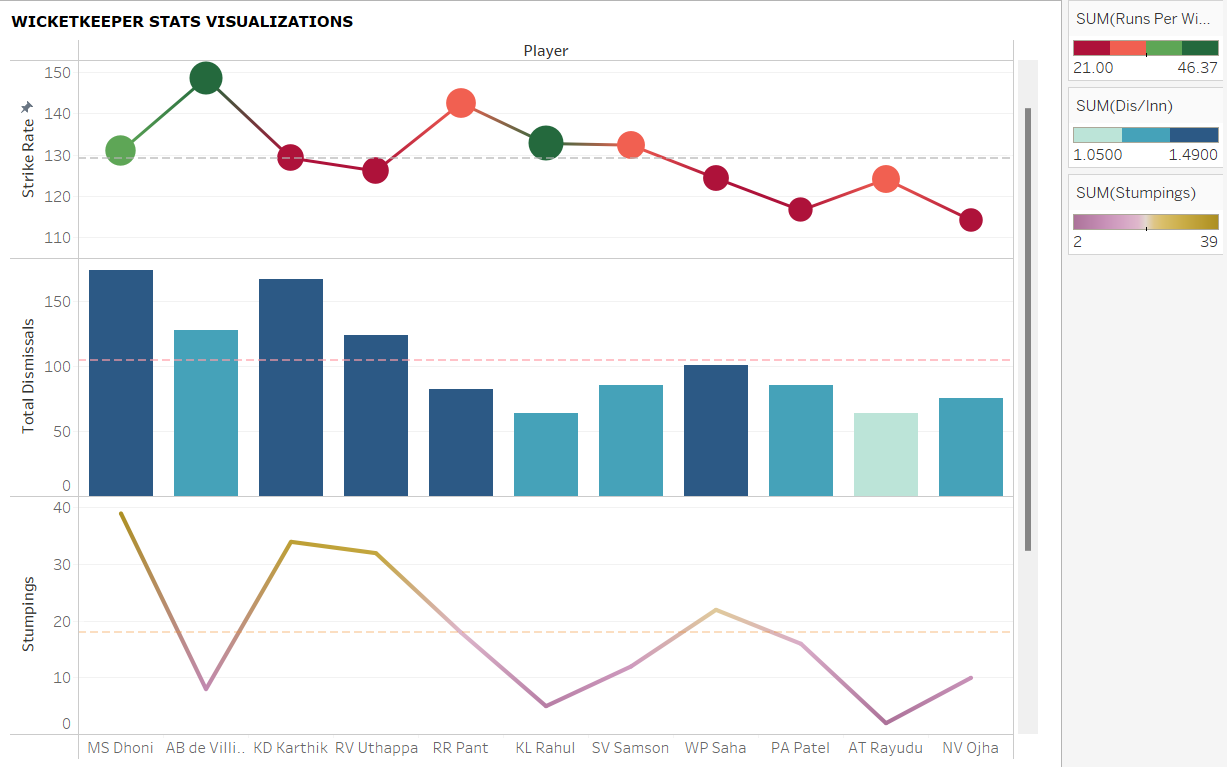 WICKETKEEPER STATS VISUALIZATIONS
Player
Strike Rate
150
140
130
120
110
Total Dismissals
150
100
50
0
Stumpings
40
30
20
10
0
MS Dhoni AB de Villi.. KD Karthik RV Uthappa RR Pant KL Rahul SV Samson WP Saha PA Patel AT Rayudu NV Ojha
SUM(Runs Per Wi...
21.00 46.37
SUM(Dis/Inn)
1.0500 1.4900
SUM(Stumpings)
2 39